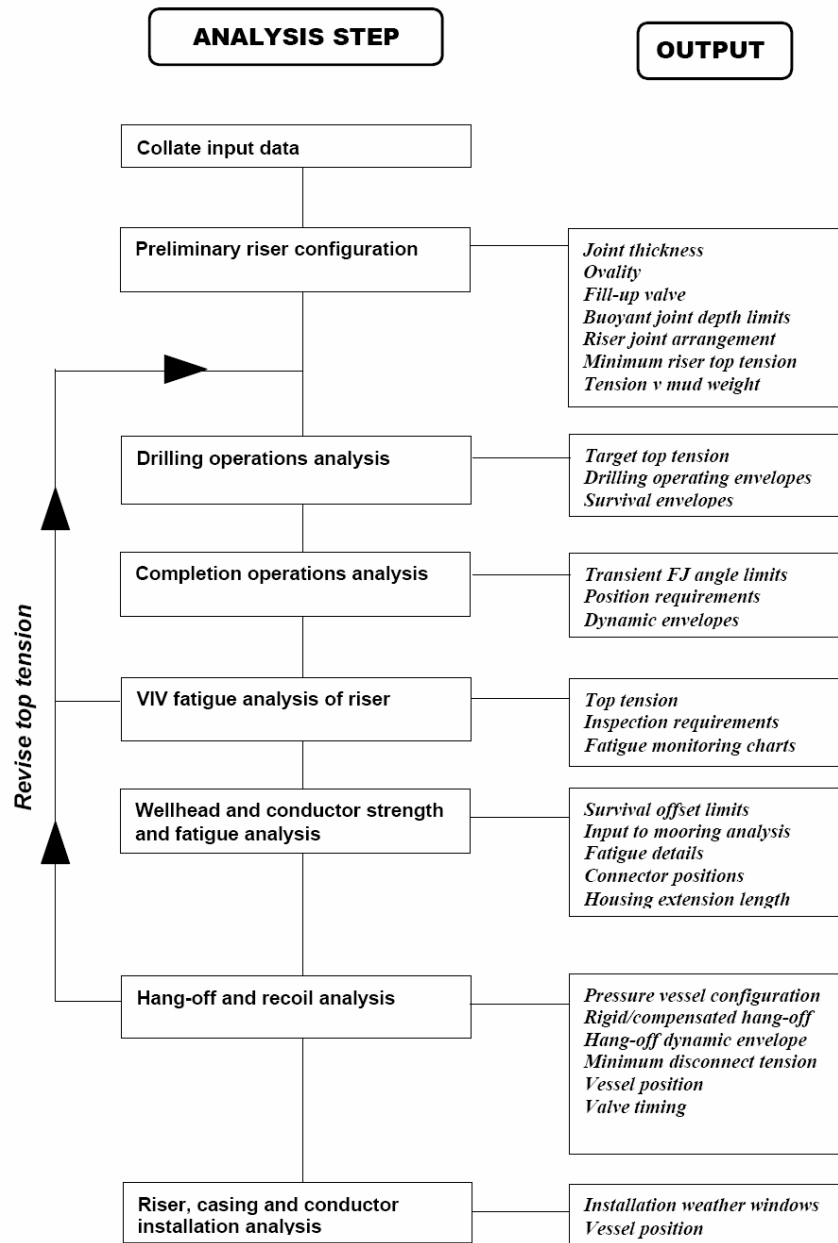 ANALYSIS STEP
OUTPUT
Collate input data
Preliminary riser configuration
Joint thickness
Ovality
Fill-up valve
Buoyant joint depth limits
Riser joint arrangement
Minimum riser top tension
Tension v mud weight
Drilling operations analysis
Target top tension
Drilling operating envelopes
Survival envelopes
Completion operations analysis
Transient FJ angle limits
Position requirements
Dynamic envelopes
Revise top tension
VIV fatigue analysis of riser
Top tension
Inspection requirements
Fatigue monitoring charts
Wellhead and conductor strength
and fatigue analysis
Survival offset limits
Input to mooring analysis
Fatigue details
Connector positions
Housing extension length
Hang-off and recoil analysis
Pressure vessel configuration
Rigid/compensated hang-off
Hang-off dynamic envelope
Minimum disconnect tension
Vessel position
Valve timing
Riser, casing and conductor
installation analysis
Installation weather windows
Vessel position